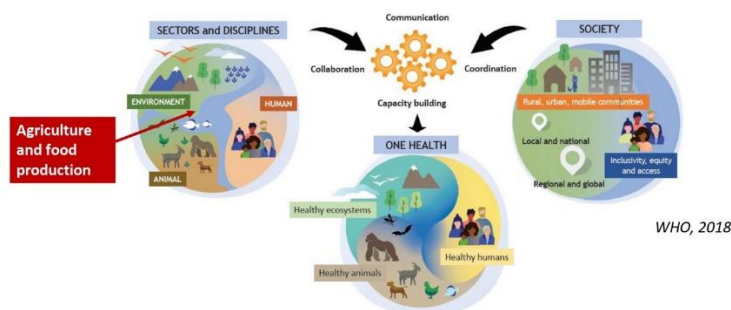 SECTORS and DISCIPLINES
ENVIRONMENT
HUMAN
ANIMAL
Agriculture
and food
production
Communication
Collaboration
Coordination
Capacity building
SOCIETY
Rural, urban, mobile communities
Local and national
Inclusivity, equity
and access
Regional and global
ONE HEALTH
Healthy ecosystems
Healthy humans
Healthy animals
WHO, 2018